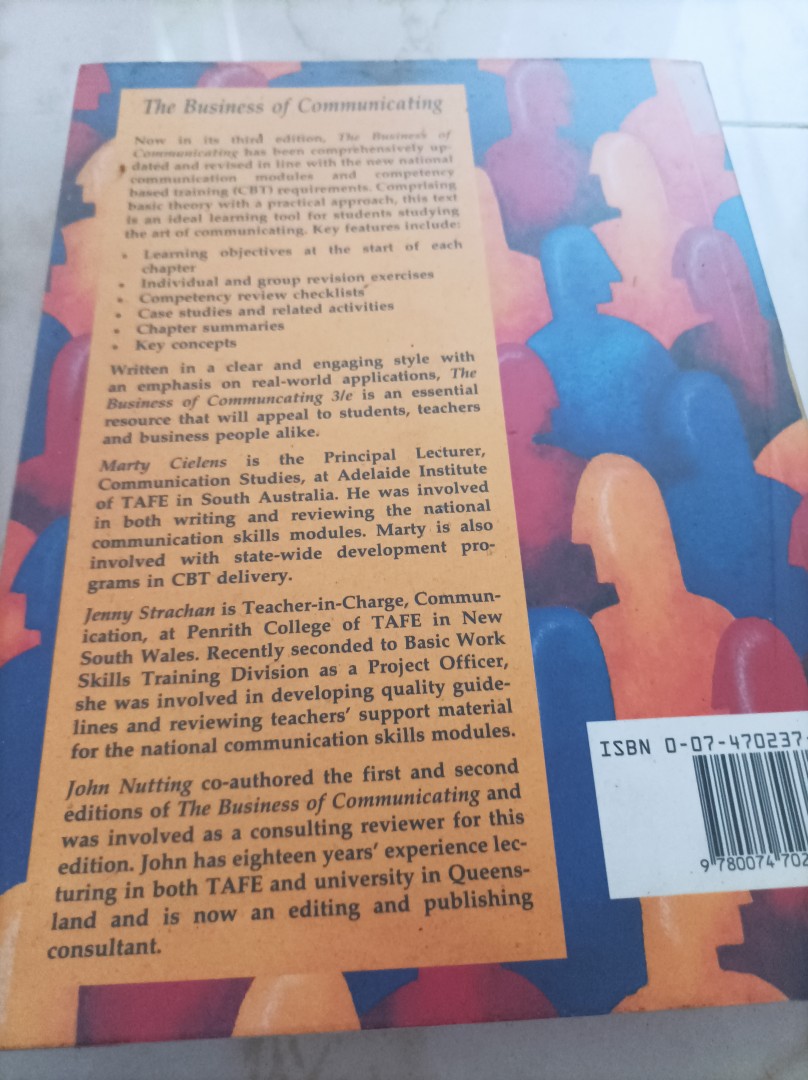 The Business of Communicating
Now in its third edition, The Business of
Communicating has been comprehensively up-
dated and revised in line with the new national
communication modules and competency
based training (CBT) requirements. Comprising
basic theory with a practical approach, this text
is an ideal learning tool for students studying
the art of communicating. Key features include:
• Learning objectives at the start of each
chapter
• Individual and group revision exercises
• Competency review checklists
• Case studies and related activities
• Chapter summaries
• Key concepts
Written in a clear and engaging style with
an emphasis on real-world applications, The
Business of Communcating 3/e is an essential
resource that will appeal to students, teachers
and business people alike.
Marty Cielens is the Principal Lecturer,
Communication Studies, at Adelaide Institute
of TAFE in South Australia. He was involved
in both writing and reviewing the national
communication skills modules. Marty is also
involved with state-wide development pro-
grams in CBT delivery.
Jenny Strachan is Teacher-in-Charge, Commun-
ication, at Penrith College of TAFE in New
South Wales. Recently seconded to Basic Work
Skills Training Division as a Project Officer,
she was involved in developing quality guide-
lines and reviewing teachers' support material
for the national communication skills modules.
John Nutting co-authored the first and second
editions of The Business of Communicating and
was involved as a consulting reviewer for this
edition. John has eighteen years' experience lec-
turing in both TAFE and university in Queens-
land and is now an editing and publishing
consultant.
ISBN 0-07-470237-
9 780074 702